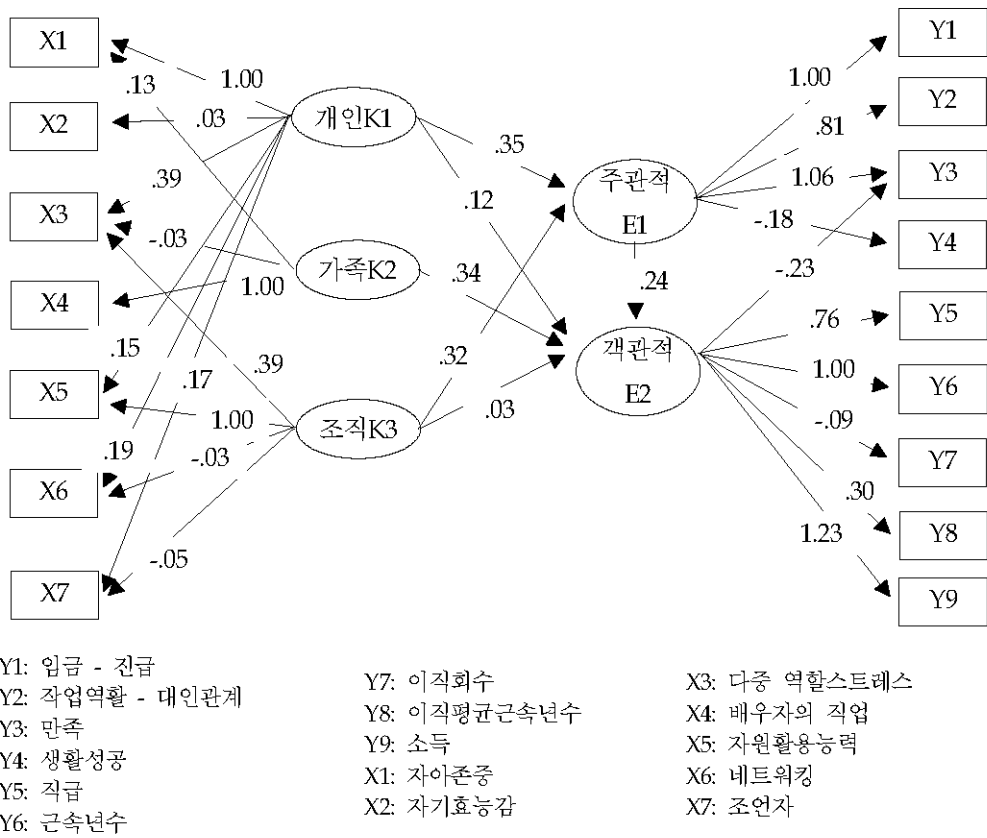 X1
X2
X3
X4
X5
X6
X7
1.00
.13
.03
.39
-.03
1.00
.15
.17
.39
1.00
.19
-.03
-.05
개인K1
가족K2
조직K3
.35
.12
.34
.32
.03
주관적
E1
.24
객관적
E2
1.00
.81
1.06
-.18
-.23
.76
1.00
-.09
.30
1.23
Y1
Y2
Y3
Y4
Y5
Y6
Y7
Y8
Y9
Y1: 임금 - 진급
Y2: 작업역활 - 대인관계
Y3: 만족
Y4: 생활성공
Y5: 직급
Y6: 근속년수
Y7: 이직회수
Y8: 이직평균근속년수
Y9: 소득
X1: 자아존중
X2: 자기효능감
X3: 다중 역할스트레스
X4: 배우자의 직업
X5: 자원활용능력
X6: 네트워킹
X7: 조언자